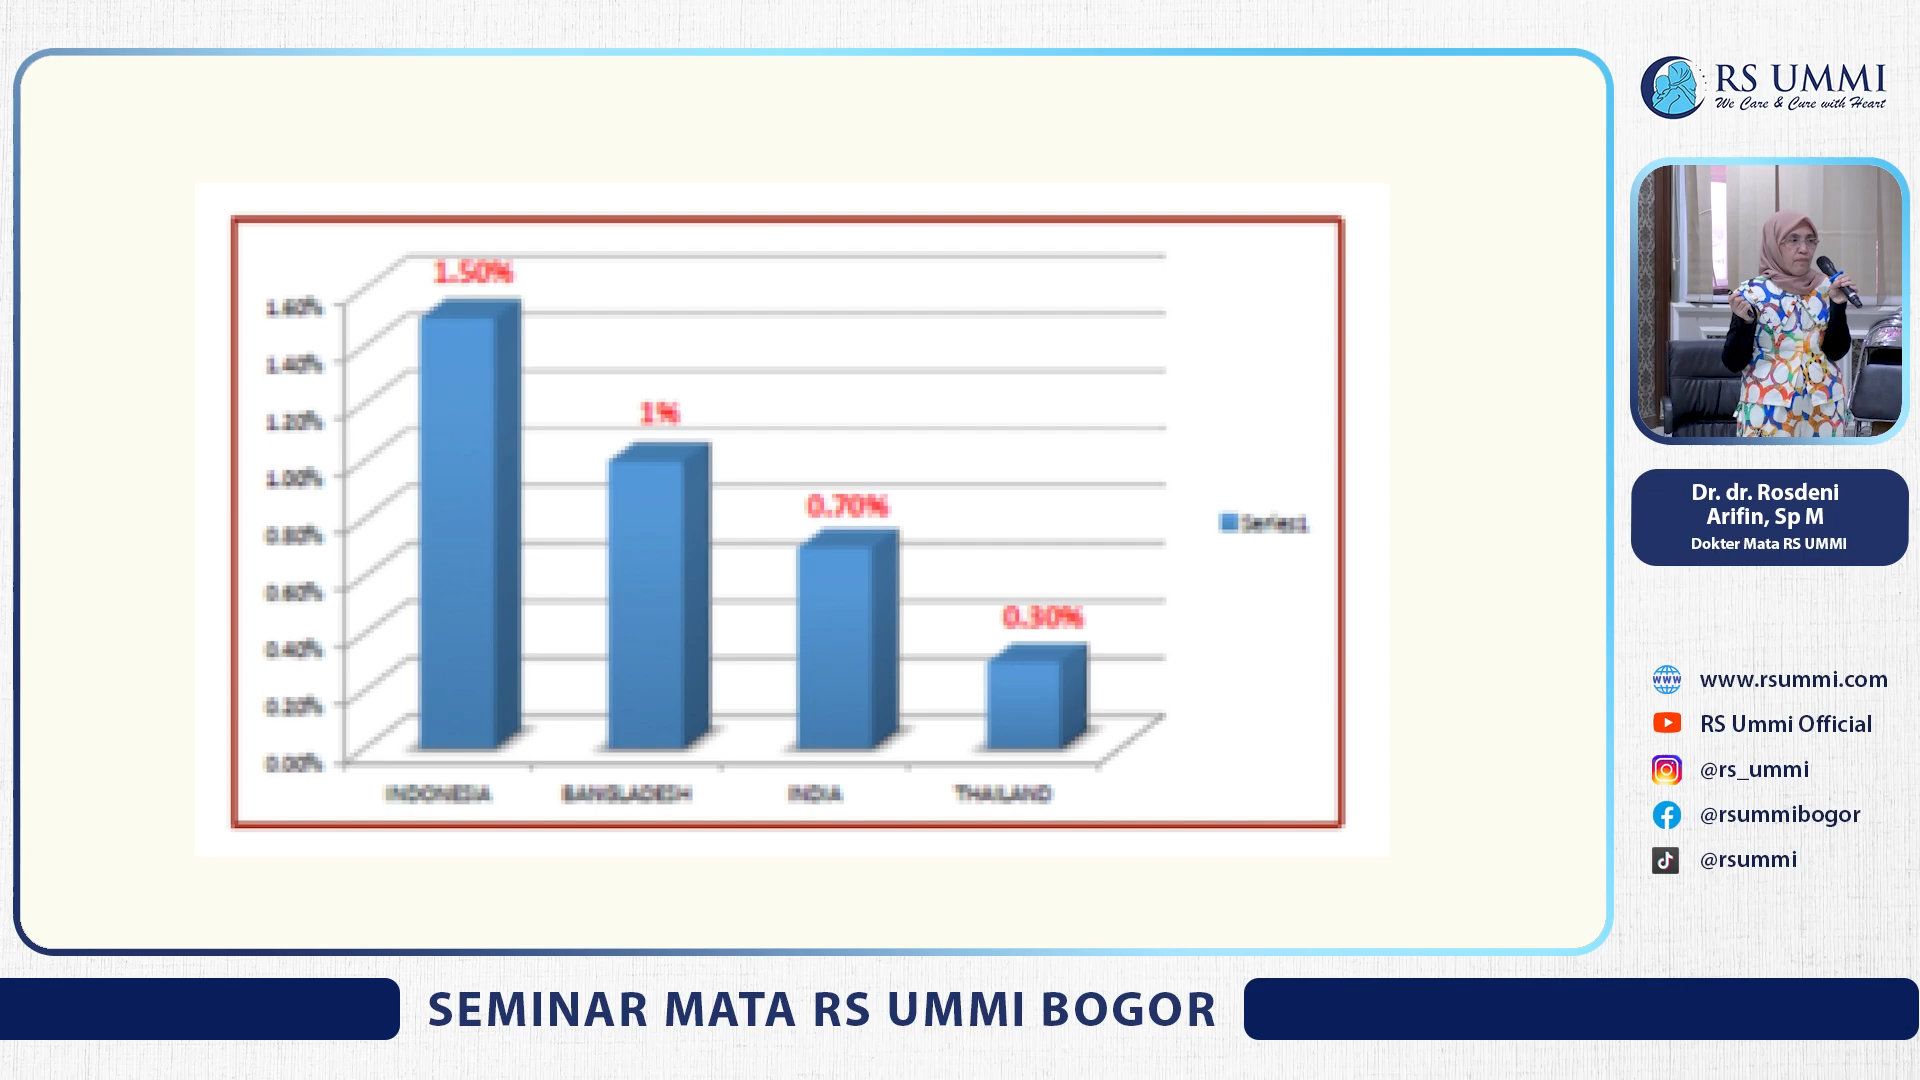 RS UMMI
We Care & Cure with Heart
1.50%
1%
0.70%
0.30%
1.60%
1.40%
1.20%
1.00%
0.80%
0.60%
0.40%
0.20%
0.00%
INDONESIA
BANGLADESH
INDIA
THAILAND
Series1
Dr. dr. Rosdeni
Arifin, Sp M
Dokter Mata RS UMMI
www
www.rsummi.com
RS Ummi Official
@rs_ummi
@rsummibogor
@rsummi
SEMINAR MATA RS UMMI BOGOR